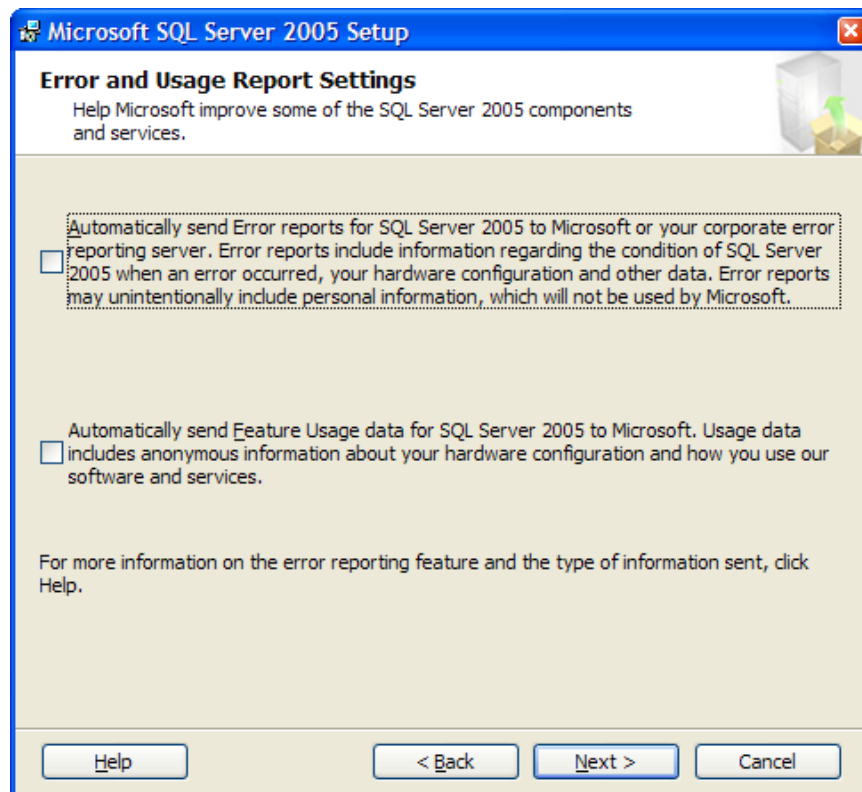 Microsoft SQL Server 2005 Setup
Error and Usage Report Settings
Help Microsoft improve some of the SQL Server 2005 components
and services.
Automatically send Error reports for SQL Server 2005 to Microsoft or your corporate error
reporting server. Error reports include information regarding the condition of SQL Server
2005 when an error occurred, your hardware configuration and other data. Error reports
may unintentionally include personal information, which will not be used by Microsoft.
Automatically send Feature Usage data for SQL Server 2005 to Microsoft. Usage data
includes anonymous information about your hardware configuration and how you use our
software and services.
For more information on the error reporting feature and the type of information sent, click
Help.
Help
< Back
Next >
Cancel